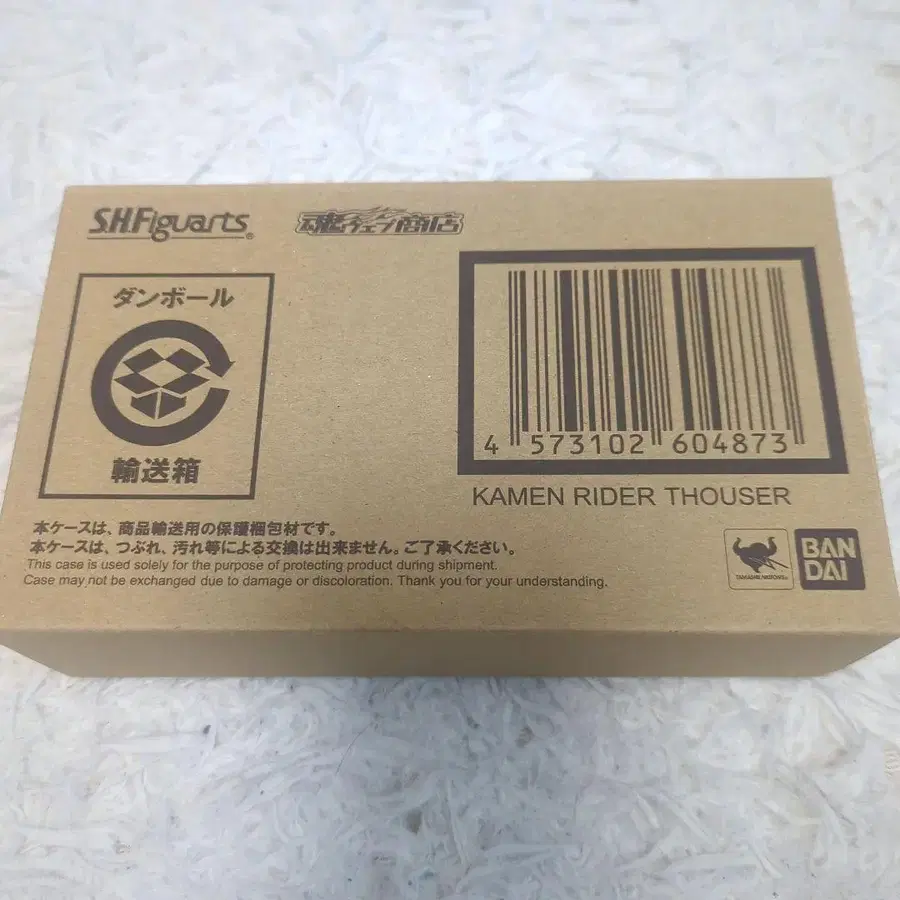 S.H.Figuarts®
魂ウェブ商店
ダンボール
輸送箱
4 573102 604873
KAMEN RIDER THOUSER
本ケースは、商品輸送用の保護梱包材です。
本ケースは、つぶれ、汚れ等による交換は出来ません。ご了承ください。
This case is used solely for the purpose of protecting product during shipment.
Case may not be exchanged due to damage or discoloration. Thank you for your understanding.
TAMASHII NATIONS
BAN
DAI